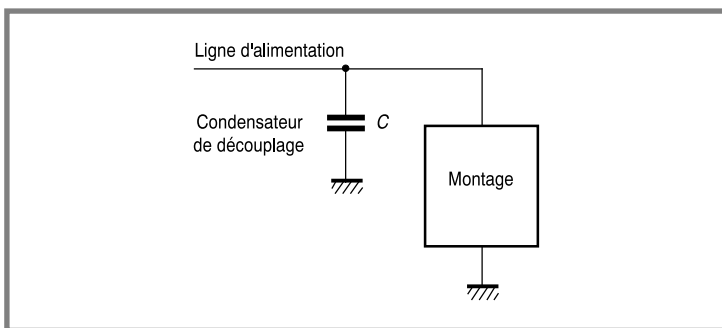 Ligne d'alimentation
Condensateur
de découplage
C
Montage